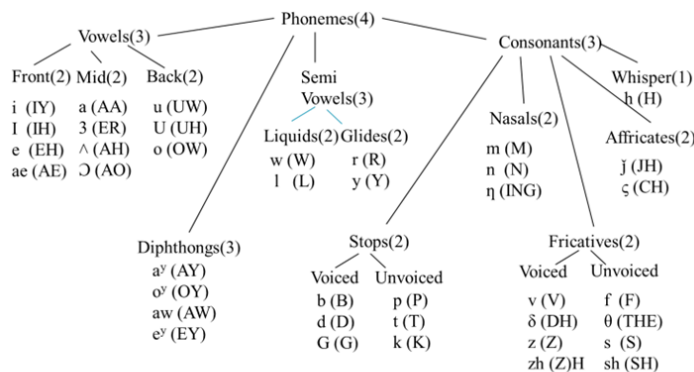 Phonemes(4)
Vowels(3)
Consonants(3)
Front(2) Mid(2) Back(2)
i (IY) a (AA) u (UW)
I (IH) 3 (ER) U (UH)
e (EH) ʌ (AH) o (OW)
ae (AE) Ɔ (AO)
Semi
Vowels(3)
Liquids(2) Glides(2)
w (W) r (R)
l (L) y (Y)
Whisper(1)
h (H)
Nasals(2)
m (M)
n (N)
η (ING)
Affricates(2)
ǰ (JH)
ς (CH)
Diphthongs(3)
aʸ (AY)
oʸ (OY)
aw (AW)
eʸ (EY)
Stops(2)
Voiced Unvoiced
b (B) p (P)
d (D) t (T)
G (G) k (K)
Fricatives(2)
Voiced Unvoiced
v (V) f (F)
δ (DH) θ (THE)
z (Z) s (S)
zh (Z)H sh (SH)